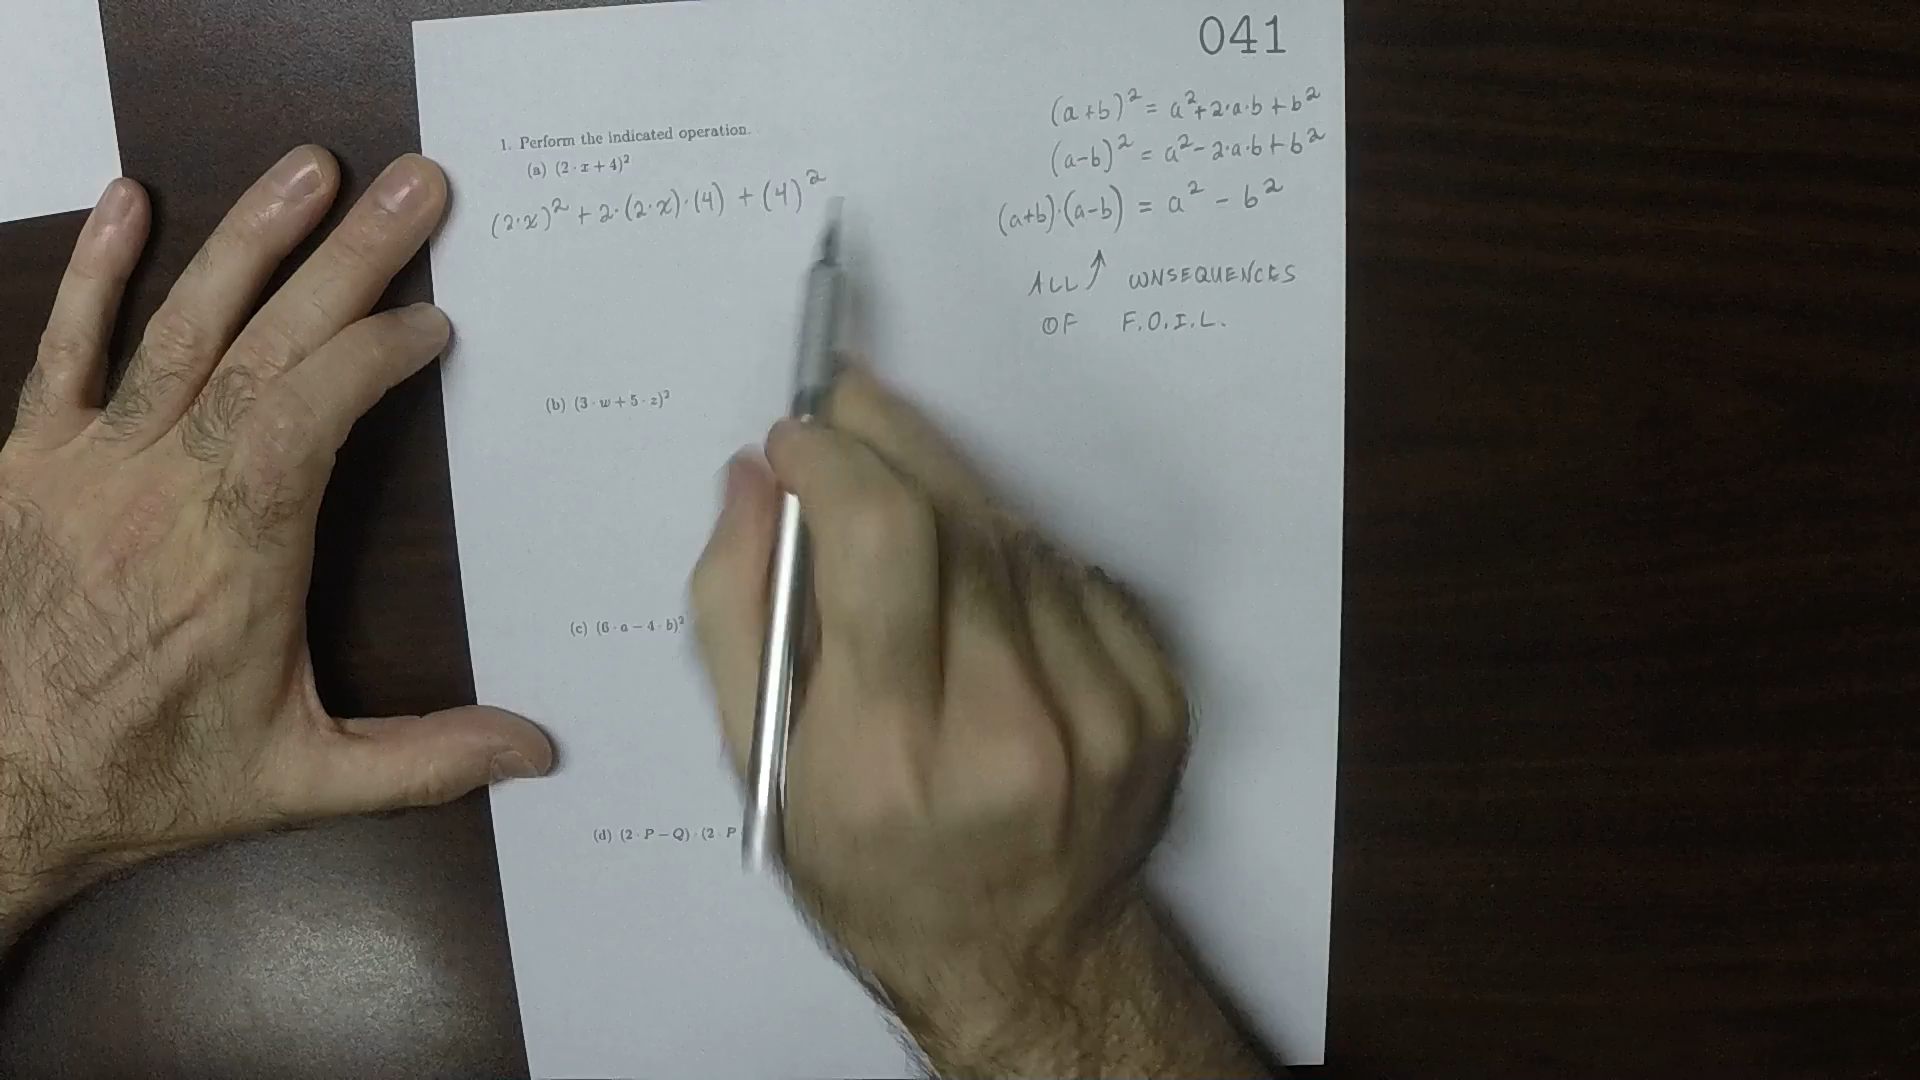 041
1. Perform the indicated operation.
(a) (2 · x + 4)²
(2·x)² + 2·(2·x)·(4) + (4)²
(b) (3 · w + 5 · z)²
(c) (6 · a − 4 · b)²
(d) (2 · P − Q) · (2 · P
(a+b)² = a²+2·a·b+b²
(a-b)² = a²-2·a·b+b²
(a+b)·(a-b) = a² - b²
ALL ↑ CONSEQUENCES
OF F.O.I.L.